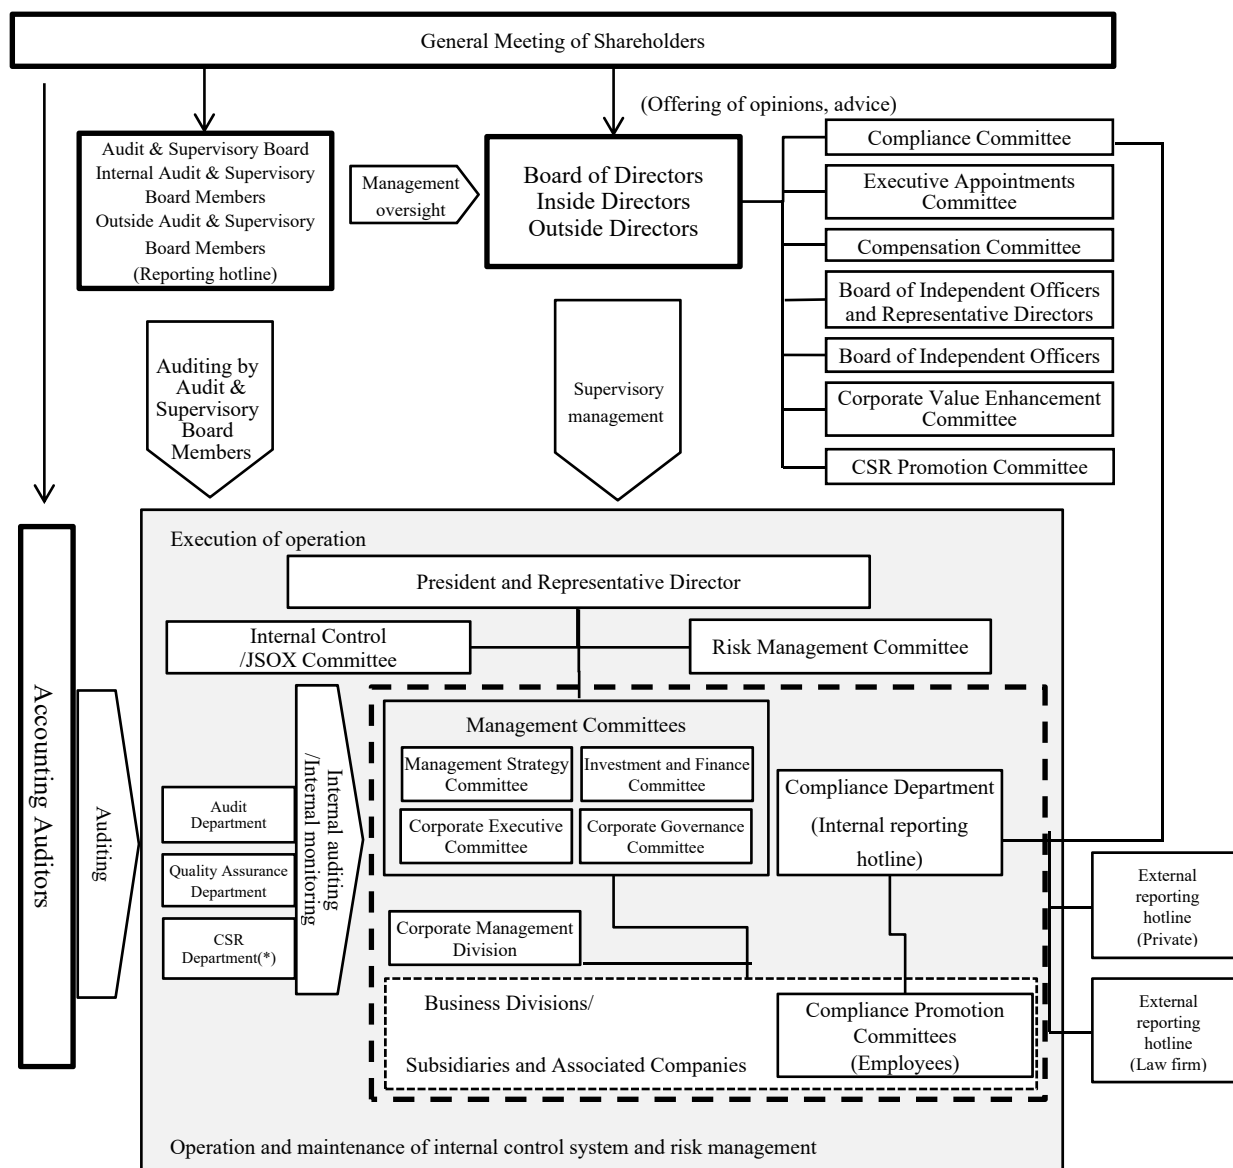 General Meeting of Shareholders
(Offering of opinions, advice)
Audit & Supervisory Board
Internal Audit & Supervisory
Board Members
Outside Audit & Supervisory
Board Members
(Reporting hotline)
Management
oversight
Board of Directors
Inside Directors
Outside Directors
Compliance Committee
Executive Appointments
Committee
Compensation Committee
Board of Independent Officers
and Representative Directors
Board of Independent Officers
Corporate Value Enhancement
Committee
CSR Promotion Committee
Auditing by
Audit &
Supervisory
Board
Members
Supervisory
management
Execution of operation
President and Representative Director
Internal Control
/JSOX Committee
Risk Management Committee
Accounting Auditors
Auditing
Audit
Department
Quality Assurance
Department
CSR
Department(*)
Internal auditing
/Internal monitoring
Management Committees
Management Strategy
Committee
Investment and Finance
Committee
Corporate Executive
Committee
Corporate Governance
Committee
Compliance Department
(Internal reporting
hotline)
Corporate Management
Division
Business Divisions/
Subsidiaries and Associated Companies
Compliance Promotion
Committees
(Employees)
External
reporting
hotline
(Private)
External
reporting
hotline
(Law firm)
Operation and maintenance of internal control system and risk management